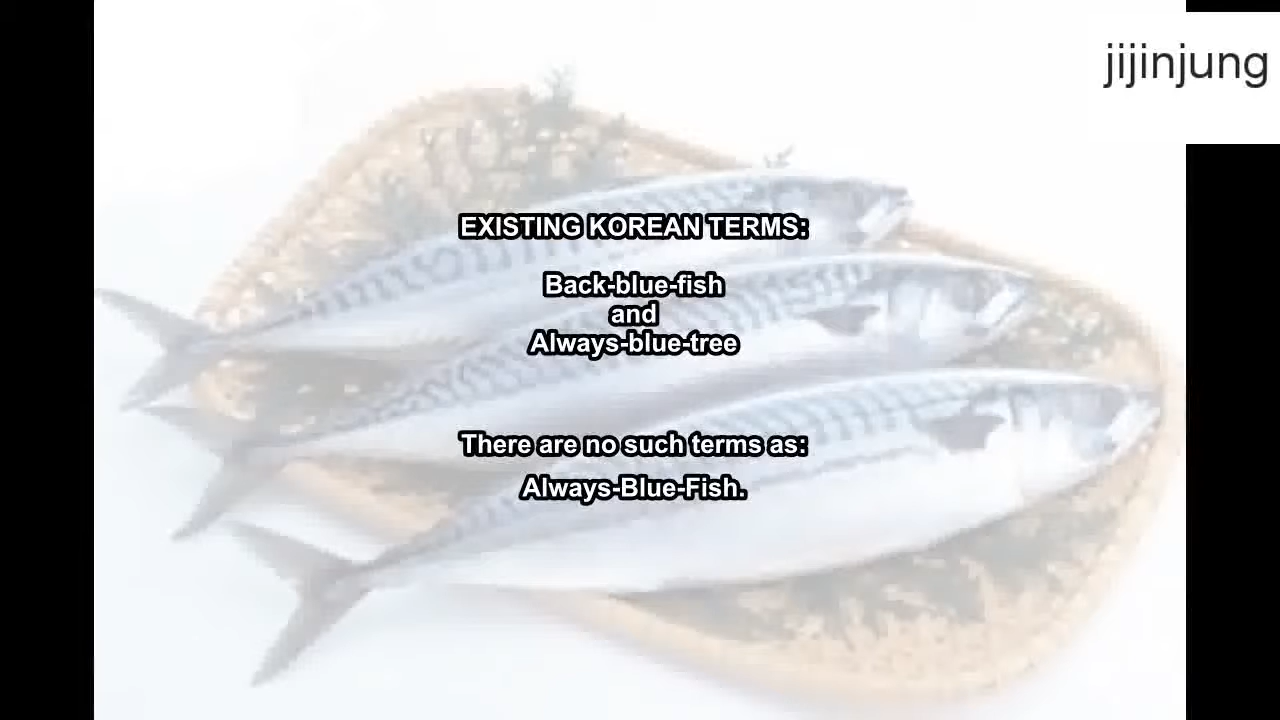 jijinjung
EXISTING KOREAN TERMS:
Back-blue-fish
and
Always-blue-tree
There are no such terms as:
Always-Blue-Fish.